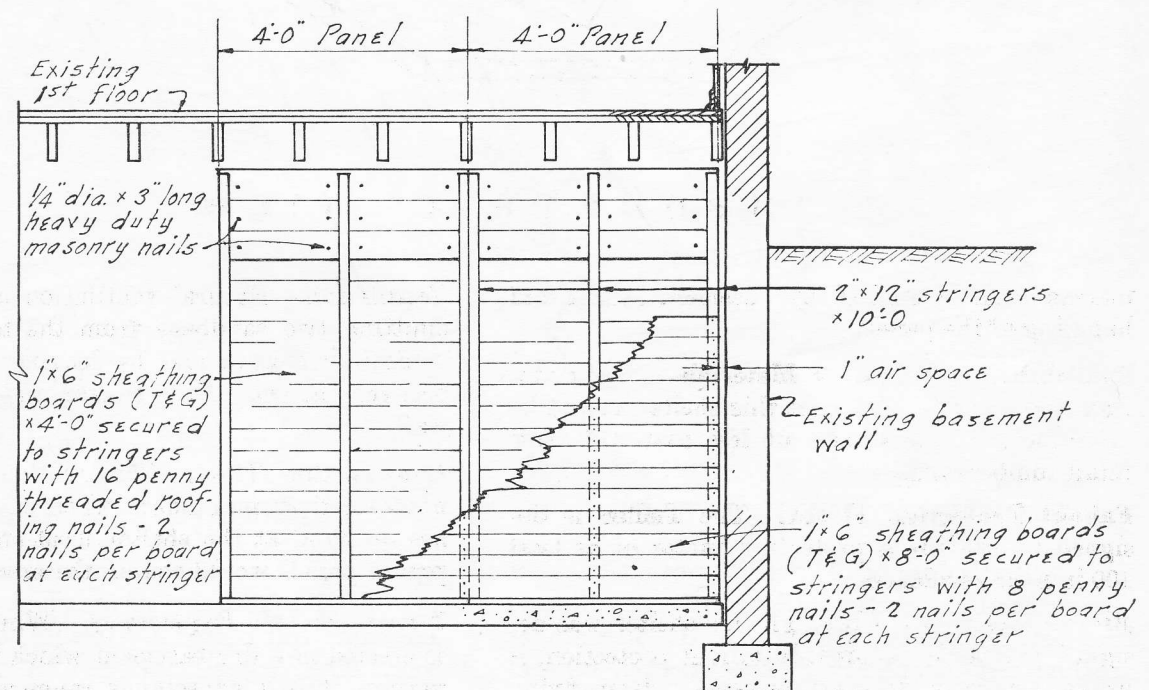 4'-0" Panel
4'-0" Panel
Existing
1st floor
1/4" dia. × 3" long
heavy duty
masonry nails
1"×6" sheathing
boards (T&G)
×4'-0" secured
to stringers
with 16 penny
threaded roof-
ing nails - 2
nails per board
at each stringer
2"×12" stringers
×10'-0
1" air space
Existing basement
wall
1"×6" sheathing boards
(T&G)×8'-0" secured to
stringers with 8 penny
nails - 2 nails per board
at each stringer